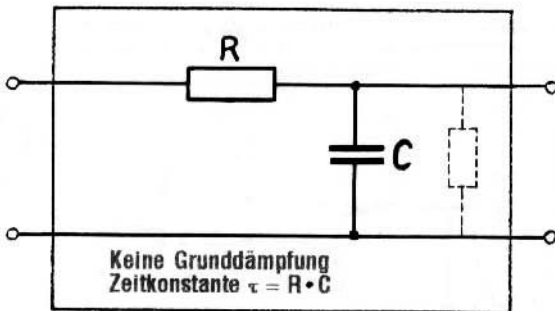 R
C
Keine Grunddämpfung
Zeitkonstante τ = R•C